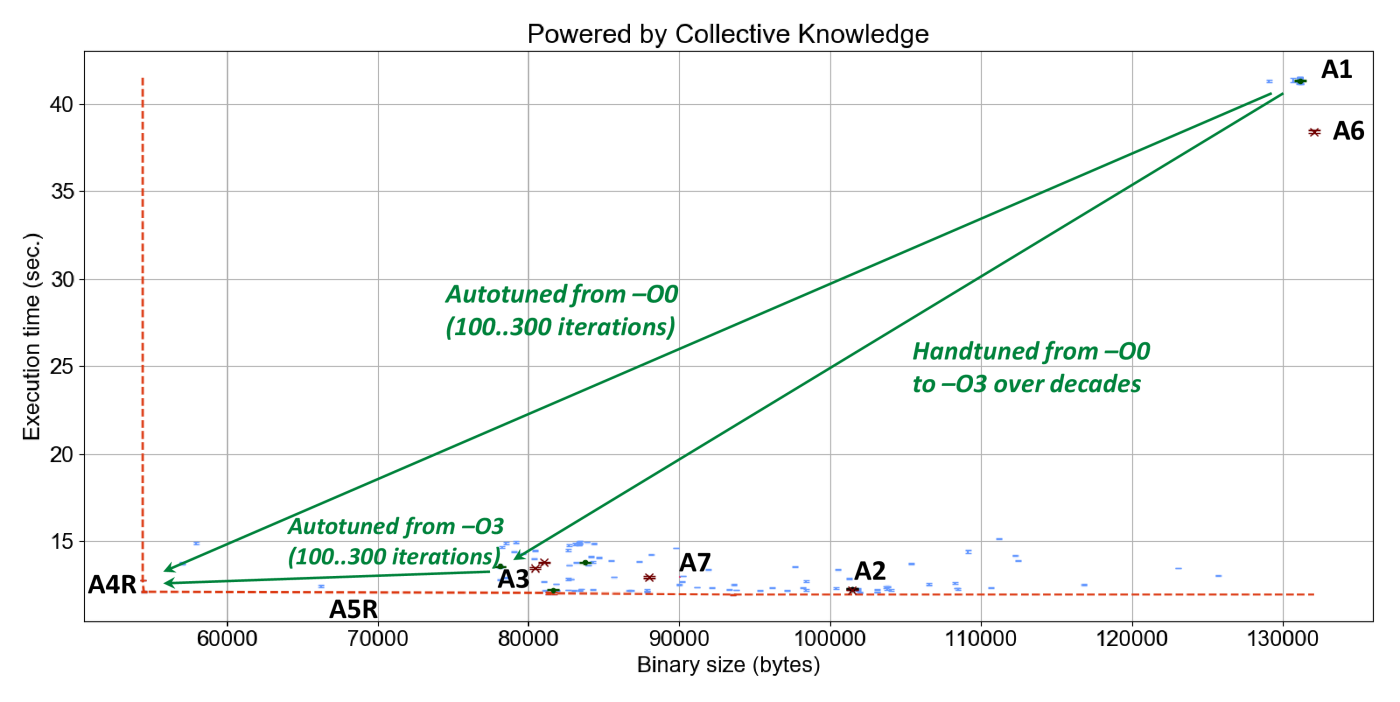 Powered by Collective Knowledge
Execution time (sec.)
40
35
30
25
20
15
A1
A6
Autotuned from –O0
(100..300 iterations)
Handtuned from –O0
to –O3 over decades
Autotuned from –O3
(100..300 iterations)
A7
A2
A3
A4R
A5R
60000
70000
80000
90000
100000
110000
120000
130000
Binary size (bytes)